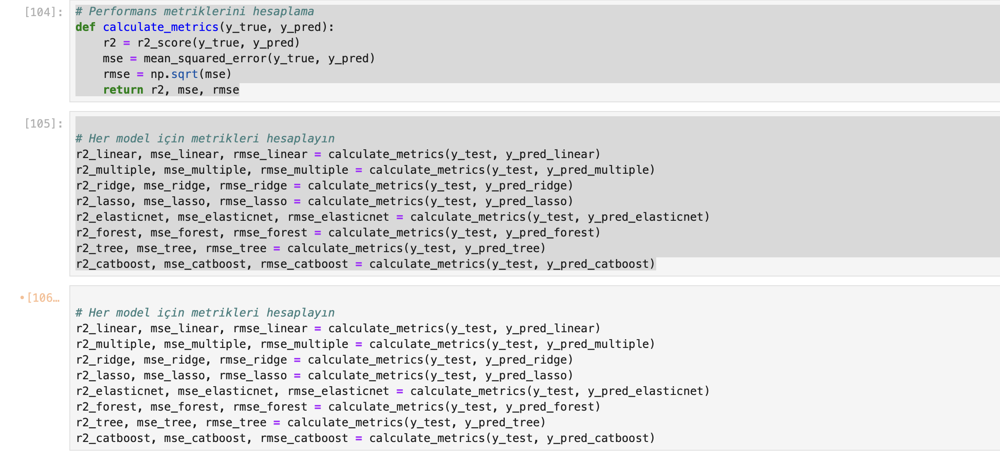 [104]:
# Performans metriklerini hesaplama
def calculate_metrics(y_true, y_pred):
    r2 = r2_score(y_true, y_pred)
    mse = mean_squared_error(y_true, y_pred)
    rmse = np.sqrt(mse)
    return r2, mse, rmse
[105]:
# Her model için metrikleri hesaplayın
r2_linear, mse_linear, rmse_linear = calculate_metrics(y_test, y_pred_linear)
r2_multiple, mse_multiple, rmse_multiple = calculate_metrics(y_test, y_pred_multiple)
r2_ridge, mse_ridge, rmse_ridge = calculate_metrics(y_test, y_pred_ridge)
r2_lasso, mse_lasso, rmse_lasso = calculate_metrics(y_test, y_pred_lasso)
r2_elasticnet, mse_elasticnet, rmse_elasticnet = calculate_metrics(y_test, y_pred_elasticnet)
r2_forest, mse_forest, rmse_forest = calculate_metrics(y_test, y_pred_forest)
r2_tree, mse_tree, rmse_tree = calculate_metrics(y_test, y_pred_tree)
r2_catboost, mse_catboost, rmse_catboost = calculate_metrics(y_test, y_pred_catboost)
•[106…
# Her model için metrikleri hesaplayın
r2_linear, mse_linear, rmse_linear = calculate_metrics(y_test, y_pred_linear)
r2_multiple, mse_multiple, rmse_multiple = calculate_metrics(y_test, y_pred_multiple)
r2_ridge, mse_ridge, rmse_ridge = calculate_metrics(y_test, y_pred_ridge)
r2_lasso, mse_lasso, rmse_lasso = calculate_metrics(y_test, y_pred_lasso)
r2_elasticnet, mse_elasticnet, rmse_elasticnet = calculate_metrics(y_test, y_pred_elasticnet)
r2_forest, mse_forest, rmse_forest = calculate_metrics(y_test, y_pred_forest)
r2_tree, mse_tree, rmse_tree = calculate_metrics(y_test, y_pred_tree)
r2_catboost, mse_catboost, rmse_catboost = calculate_metrics(y_test, y_pred_catboost)